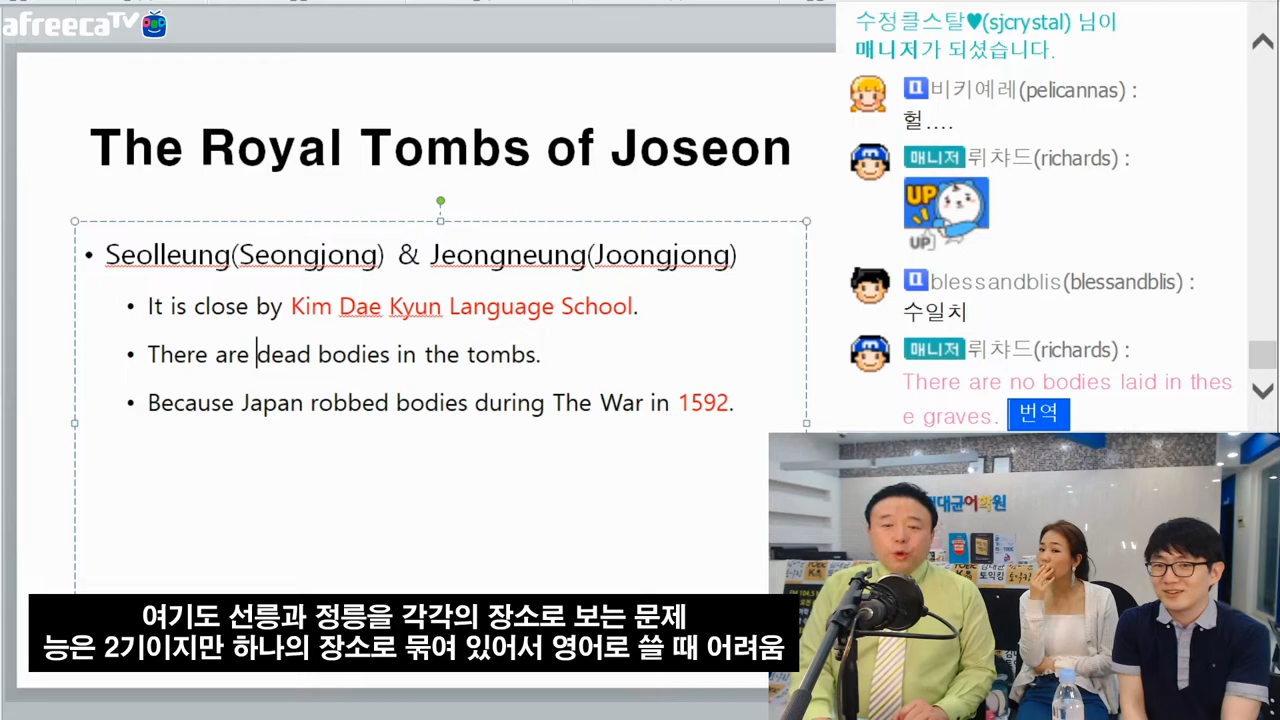 afreecaTV
The Royal Tombs of Joseon
• Seolleung(Seongjong) & Jeongneung(Joongjong)
• It is close by Kim Dae Kyun Language School.
• There are dead bodies in the tombs.
• Because Japan robbed bodies during The War in 1592.
수정클스탈♥(sjcrystal) 님이
매니저가 되셨습니다.
비키예레(pelicannas) :
헐....
매니저 뤼챠드(richards) :
UP
UP
blessandblis(blessandblis) :
수일치
매니저 뤼챠드(richards) :
There are no bodies laid in thes
e graves. 번역
대균어학원
여기도 선릉과 정릉을 각각의 장소로 보는 문제
능은 2기이지만 하나의 장소로 묶여 있어서 영어로 쓸 때 어려움